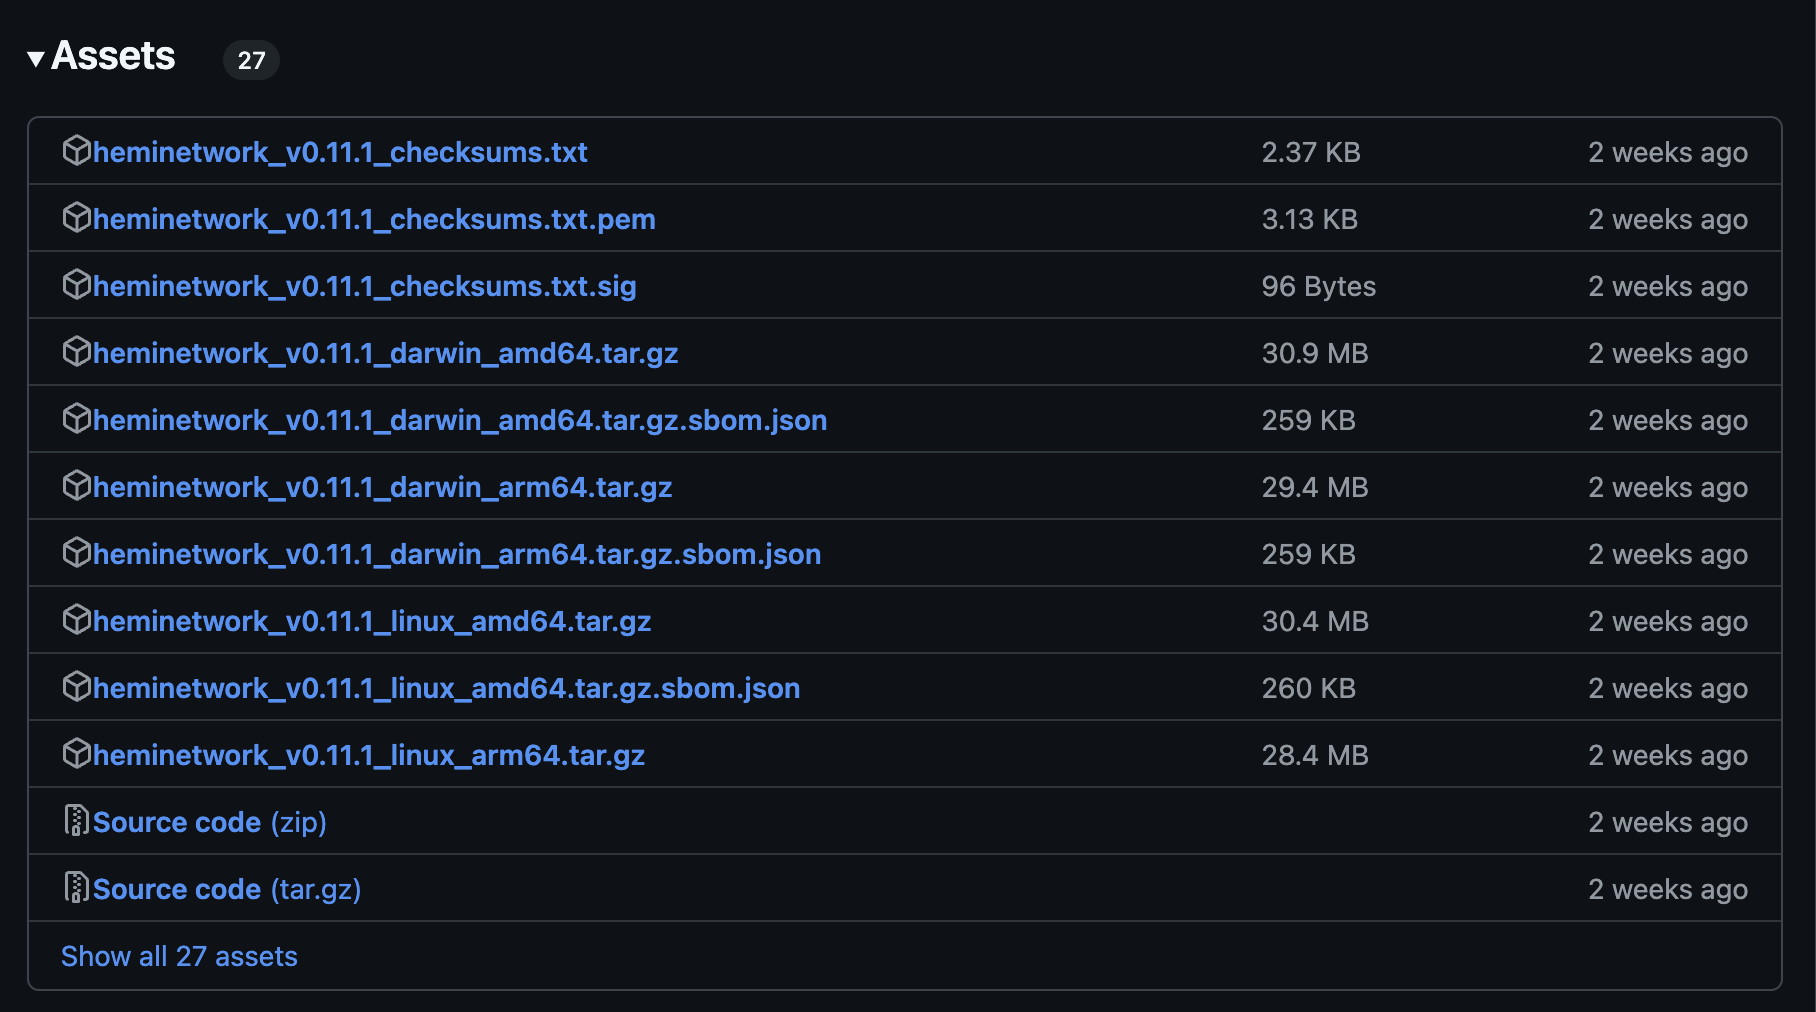 Assets 27
heminetwork_v0.11.1_checksums.txt 2.37 KB 2 weeks ago
heminetwork_v0.11.1_checksums.txt.pem 3.13 KB 2 weeks ago
heminetwork_v0.11.1_checksums.txt.sig 96 Bytes 2 weeks ago
heminetwork_v0.11.1_darwin_amd64.tar.gz 30.9 MB 2 weeks ago
heminetwork_v0.11.1_darwin_amd64.tar.gz.sbom.json 259 KB 2 weeks ago
heminetwork_v0.11.1_darwin_arm64.tar.gz 29.4 MB 2 weeks ago
heminetwork_v0.11.1_darwin_arm64.tar.gz.sbom.json 259 KB 2 weeks ago
heminetwork_v0.11.1_linux_amd64.tar.gz 30.4 MB 2 weeks ago
heminetwork_v0.11.1_linux_amd64.tar.gz.sbom.json 260 KB 2 weeks ago
heminetwork_v0.11.1_linux_arm64.tar.gz 28.4 MB 2 weeks ago
Source code (zip) 2 weeks ago
Source code (tar.gz) 2 weeks ago
Show all 27 assets